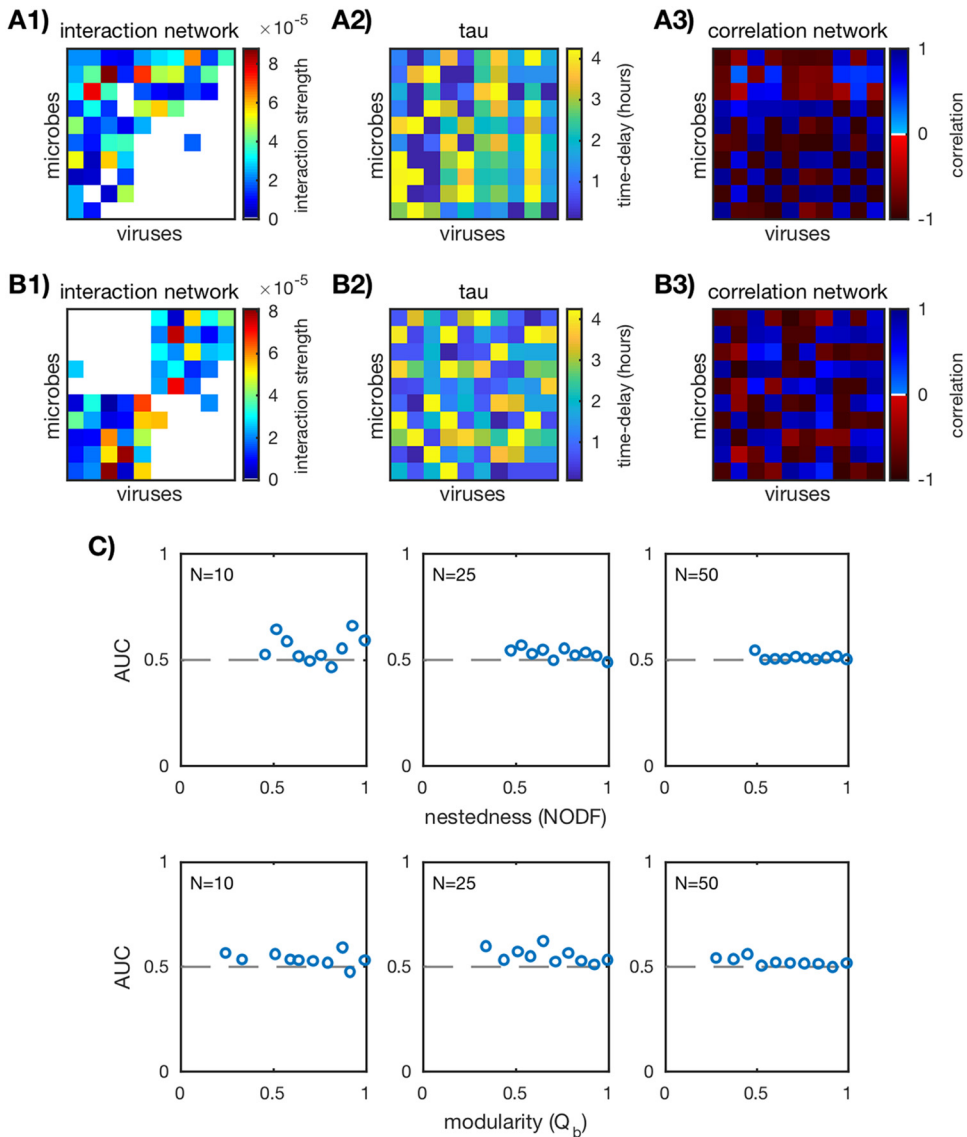 A1) interaction network × 10⁻⁵
microbes
viruses
8
6
4
2
0
interaction strength
A2) tau
4
3
2
1
time-delay (hours)
A3) correlation network
microbes
viruses
1
0
-1
correlation
B1) interaction network × 10⁻⁵
microbes
viruses
8
6
4
2
0
interaction strength
B2) tau
microbes
4
3
2
1
time-delay (hours)
B3) correlation network
microbes
viruses
1
0
-1
correlation
C)
AUC
1
0.5
0
N=10
0 0.5 1
N=25
0 0.5 1
N=50
0 0.5 1
nestedness (NODF)
AUC
1
0.5
0
N=10
0 0.5 1
N=25
0 0.5 1
N=50
0 0.5 1
modularity (Q_b)